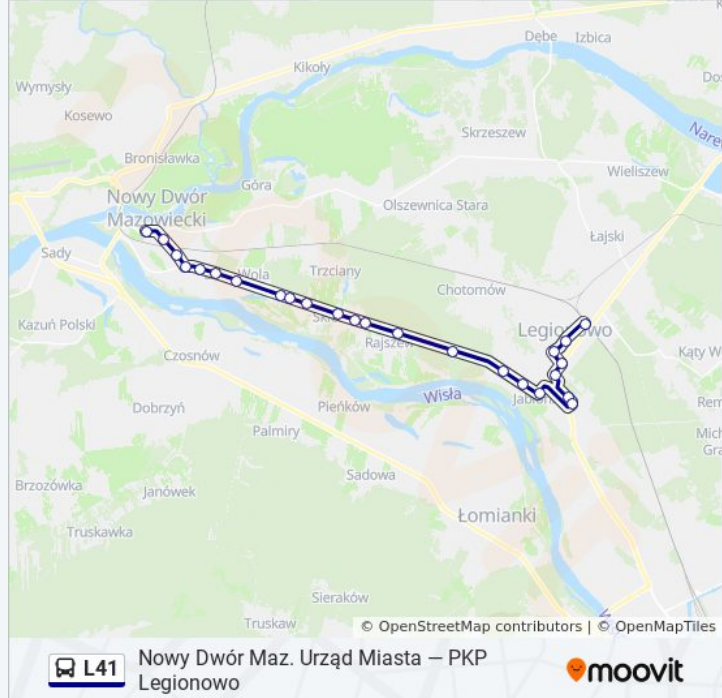 Dębe
Izbica
Kikoły
Wymysły
Kosewo
Skrzeszew
Bronisławka
Wieliszew
Góra
Nowy Dwór
Mazowiecki
Olszewnica Stara
Łajski
Sady
Wola
Trzciany
Chotomów
Kazuń Polski
Legionowo
Rajszew
Czosnów
Kąty W
Wisła
Jabłonna
Dobrzyń
Pieńków
Palmiry
Sadowa
Brzozówka
Janówek
Łomianki
Truskawka
Sieraków
Truskaw
© OpenStreetMap contributors | © OpenMapTiles
L41
Nowy Dwór Maz. Urząd Miasta — PKP
Legionowo
moovit